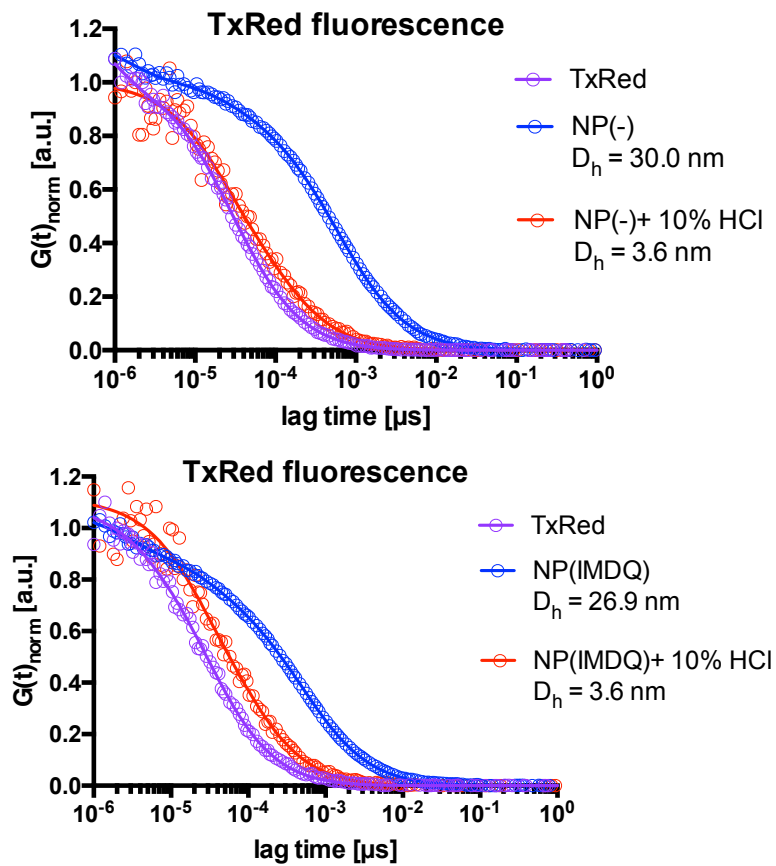 TxRed fluorescence
G(t)norm [a.u.]
1.2
1.0
0.8
0.6
0.4
0.2
0.0
10-6
10-5
10-4
10-3
10-2
10-1
100
lag time [µs]
TxRed
NP(-)
Dh = 30.0 nm
NP(-)+ 10% HCl
Dh = 3.6 nm
TxRed fluorescence
G(t)norm [a.u.]
1.2
1.0
0.8
0.6
0.4
0.2
0.0
10-6
10-5
10-4
10-3
10-2
10-1
100
lag time [µs]
TxRed
NP(IMDQ)
Dh = 26.9 nm
NP(IMDQ)+ 10% HCl
Dh = 3.6 nm